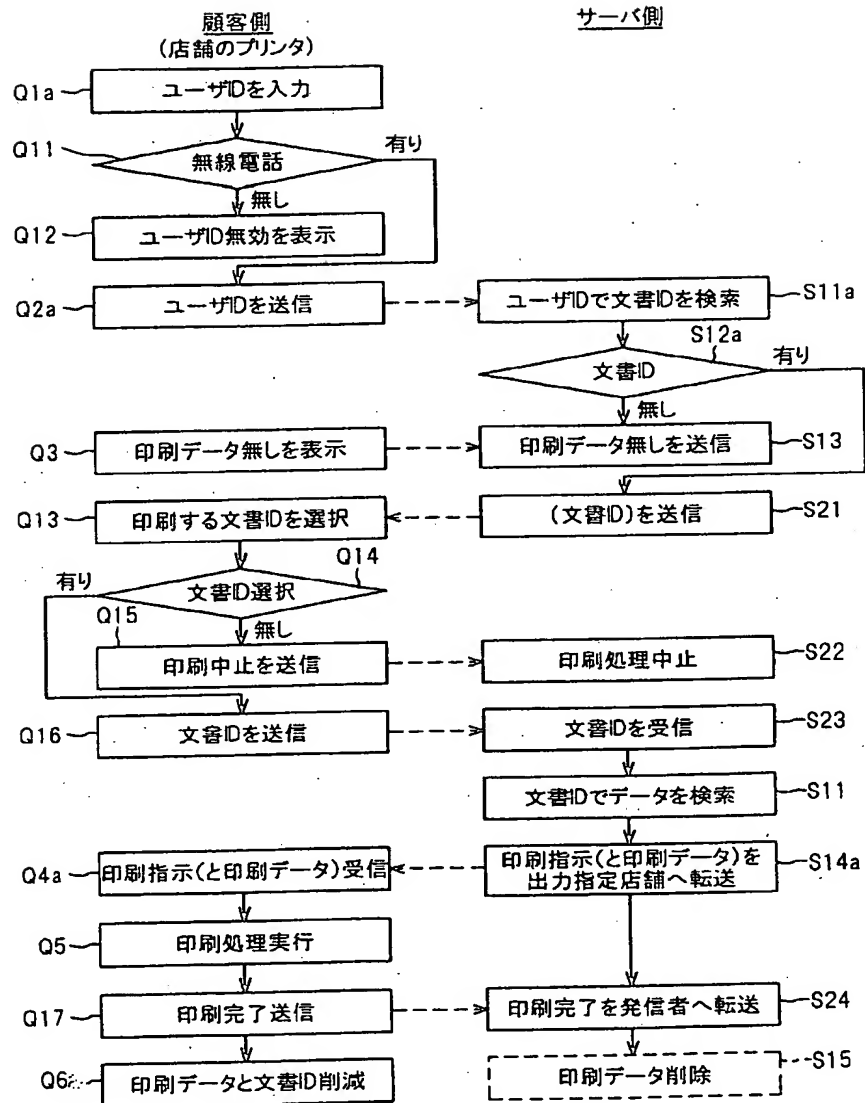 顧客側
(店舗のプリンタ)
サーバ側
Q1a
ユーザIDを入力
Q11
無線電話
有り
無し
Q12
ユーザID無効を表示
Q2a
ユーザIDを送信
ユーザIDで文書IDを検索
S11a
S12a
文書ID
有り
無し
Q3
印刷データ無しを表示
印刷データ無しを送信
S13
Q13
印刷する文書IDを選択
(文書ID)を送信
S21
Q14
有り
文書ID選択
Q15
無し
印刷中止を送信
印刷処理中止
S22
Q16
文書IDを送信
文書IDを受信
S23
文書IDでデータを検索
S11
Q4a
印刷指示(と印刷データ)受信
印刷指示(と印刷データ)を
出力指定店舗へ転送
S14a
Q5
印刷処理実行
Q17
印刷完了送信
印刷完了を発信者へ転送
S24
印刷データと文書ID削減
印刷データ削除
S15